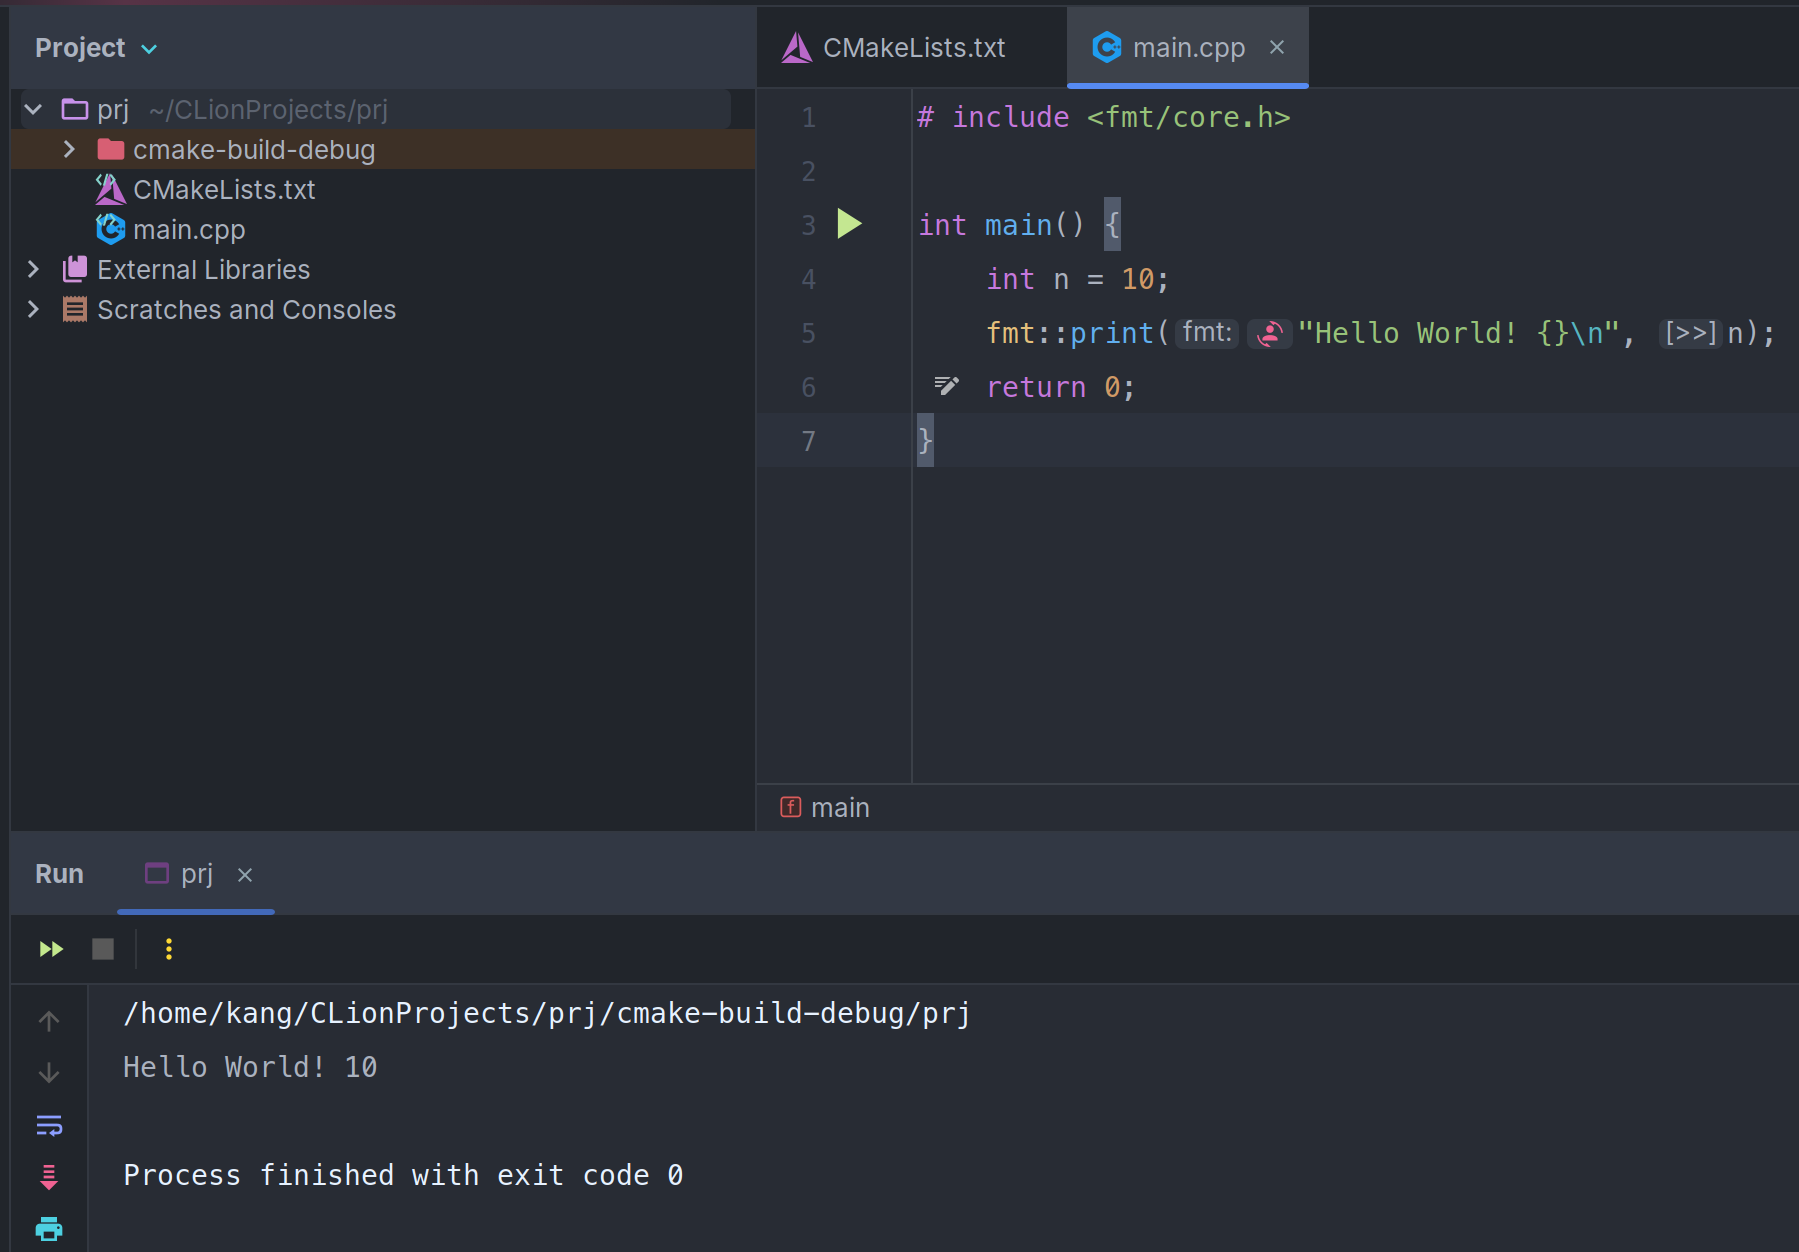 Project
prj ~/CLionProjects/prj
cmake-build-debug
CMakeLists.txt
main.cpp
External Libraries
Scratches and Consoles
CMakeLists.txt main.cpp
1 # include <fmt/core.h>
2
3 int main() {
4 int n = 10;
5 fmt::print( fmt: "Hello World! {}\n", [>>] n);
6 return 0;
7 }
main
Run prj
/home/kang/CLionProjects/prj/cmake-build-debug/prj
Hello World! 10
Process finished with exit code 0